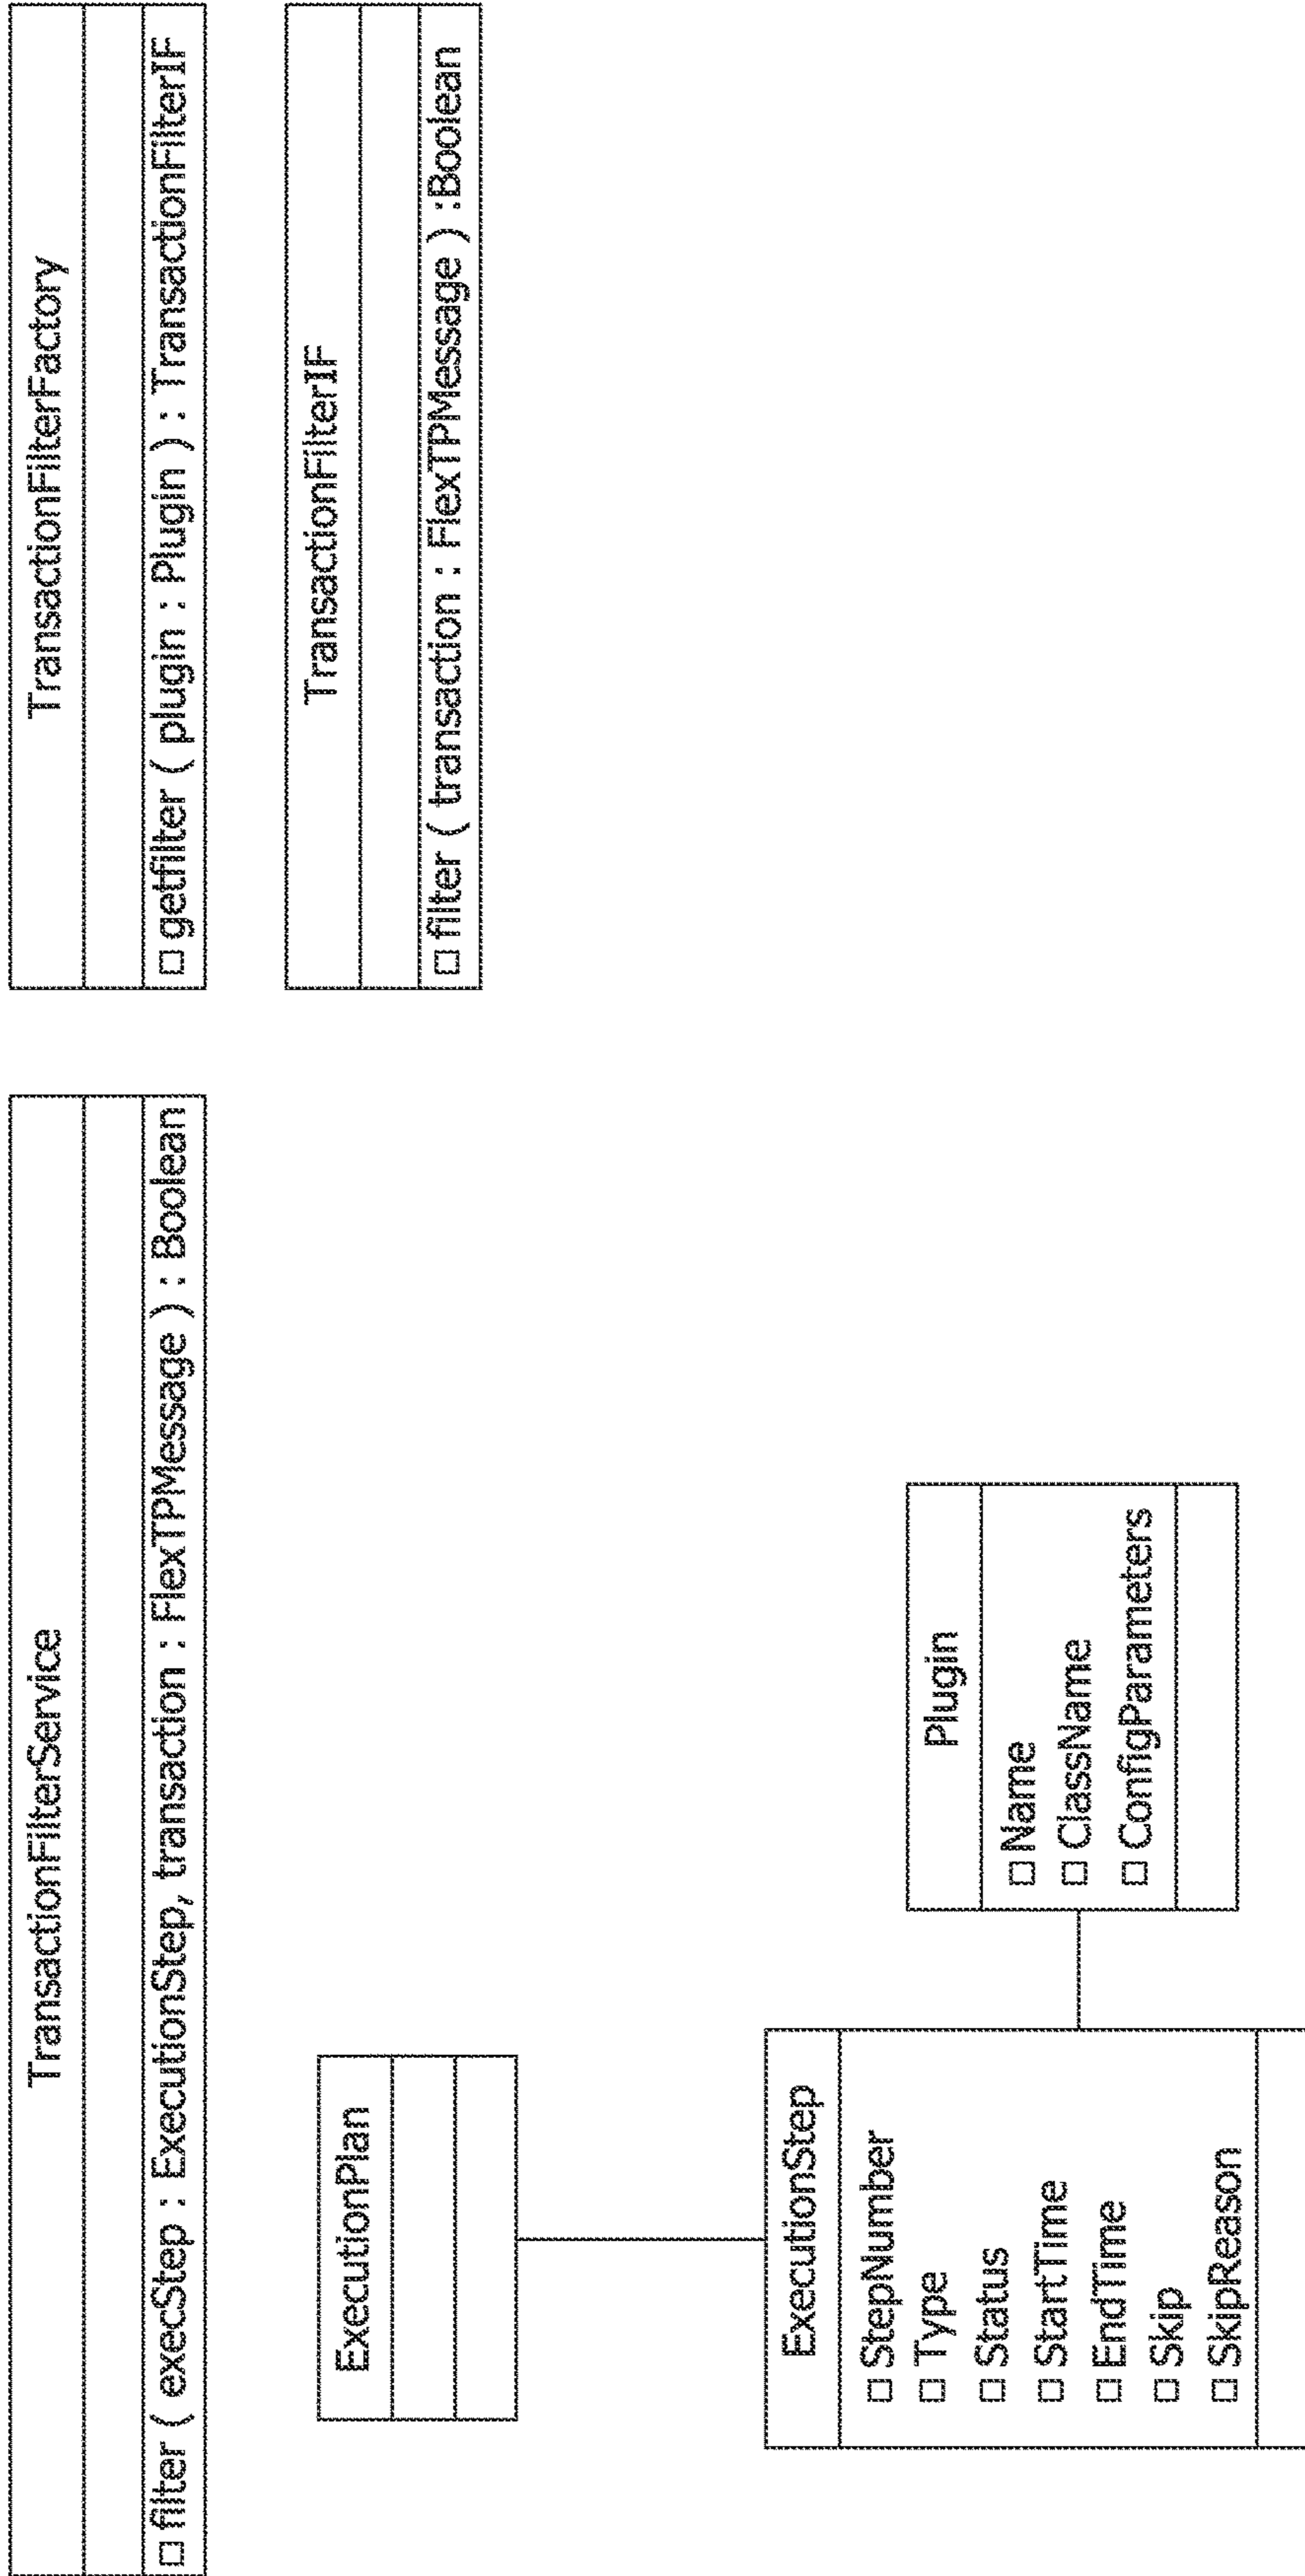 TransactionFilterService
□ filter ( execStep : ExecutionStep, transaction : FlexTPMessage ) : Boolean
TransactionFilterFactory
□ getfilter ( plugin : Plugin ) : TransactionFilterIF
TransactionFilterIF
□ filter ( transaction : FlexTPMessage ) :Boolean
ExecutionPlan
ExecutionStep
□ StepNumber
□ Type
□ Status
□ StartTime
□ EndTime
□ Skip
□ SkipReason
Plugin
□ Name
□ ClassName
□ ConfigParameters